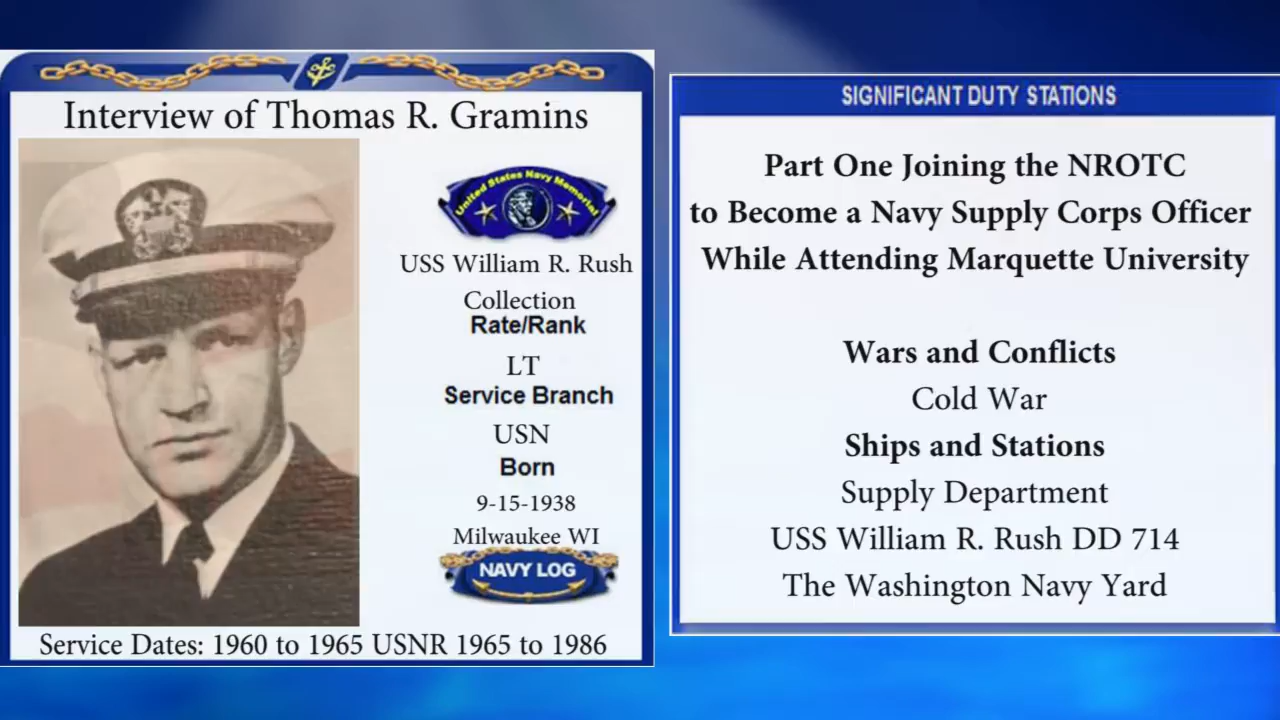 Interview of Thomas R. Gramins
United States Navy Memorial
USS William R. Rush
Collection
Rate/Rank
LT
Service Branch
USN
Born
9-15-1938
Milwaukee WI
NAVY LOG
Service Dates: 1960 to 1965 USNR 1965 to 1986
SIGNIFICANT DUTY STATIONS
Part One Joining the NROTC
to Become a Navy Supply Corps Officer
While Attending Marquette University
Wars and Conflicts
Cold War
Ships and Stations
Supply Department
USS William R. Rush DD 714
The Washington Navy Yard